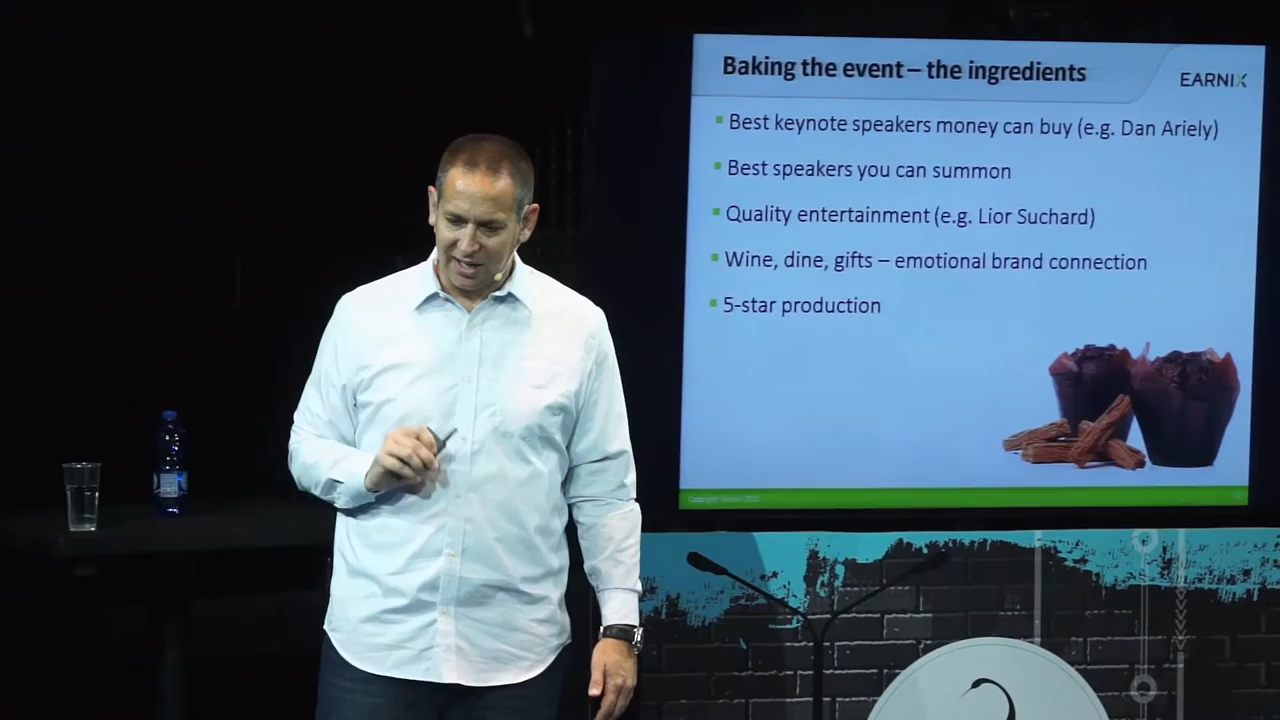 Baking the event – the ingredients
EARNIX
Best keynote speakers money can buy (e.g. Dan Ariely)
Best speakers you can summon
Quality entertainment (e.g. Lior Suchard)
Wine, dine, gifts – emotional brand connection
5-star production